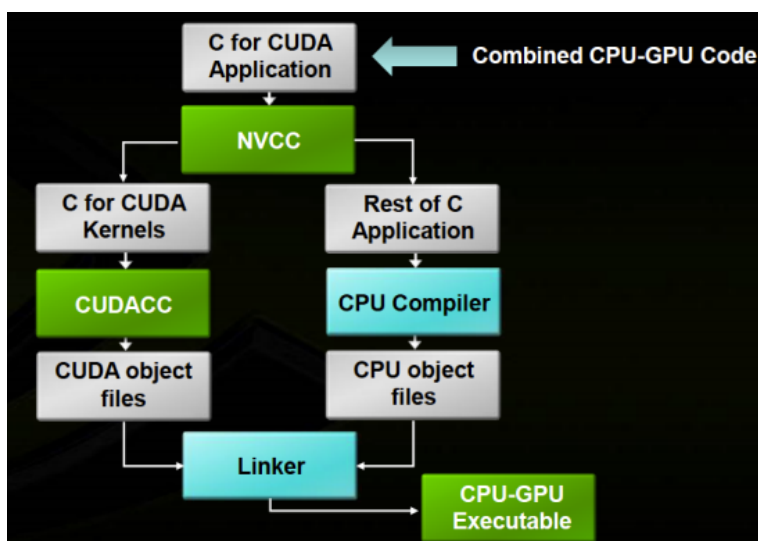 C for CUDA
Application
Combined CPU-GPU Code
NVCC
C for CUDA
Kernels
Rest of C
Application
CUDACC
CPU Compiler
CUDA object
files
CPU object
files
Linker
CPU-GPU
Executable